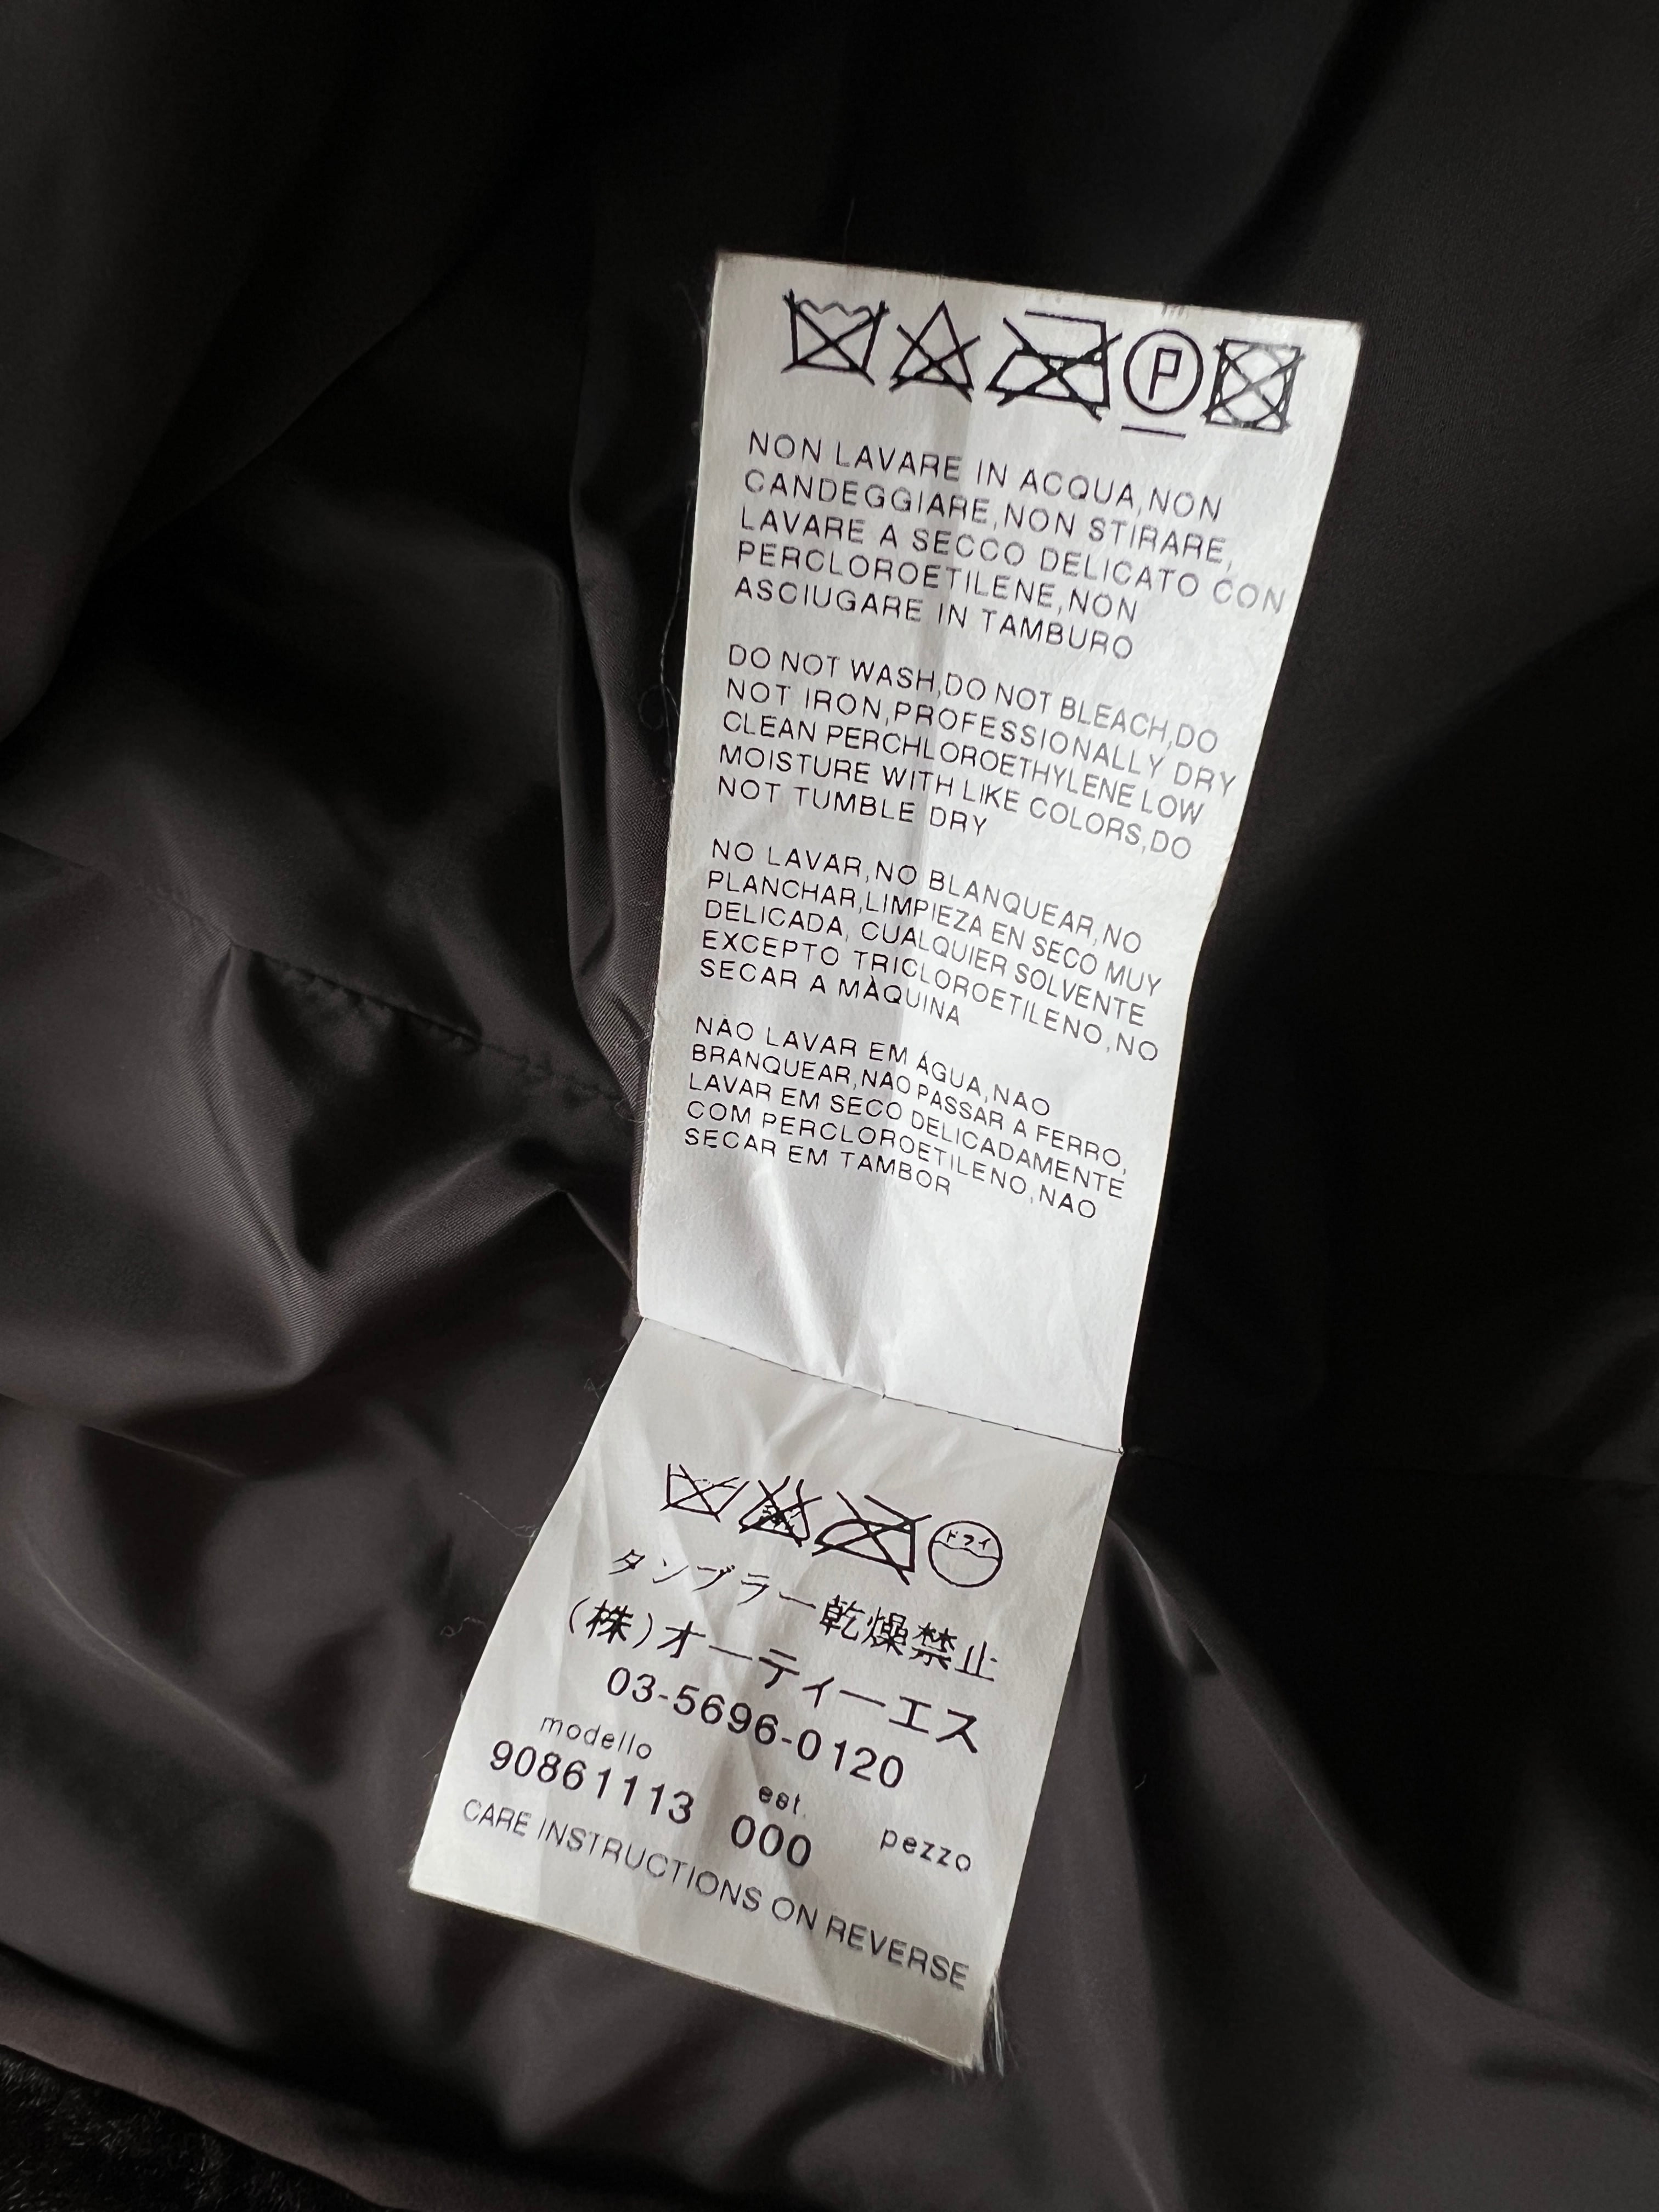 P
NON LAVARE IN ACQUA,NON
CANDEGGIARE,NON STIRARE,
LAVARE A SECCO DELICATO CON
PERCLOROETILENE,NON
ASCIUGARE IN TAMBURO
DO NOT WASH,DO NOT BLEACH,DO
NOT IRON,PROFESSIONALLY DRY
CLEAN PERCHLOROETHYLENE LOW
MOISTURE WITH LIKE COLORS,DO
NOT TUMBLE DRY
NO LAVAR,NO BLANQUEAR,NO
PLANCHAR,LIMPIEZA EN SECO MUY
DELICADA, CUALQUIER SOLVENTE
EXCEPTO TRICLOROETILENO,NO
SECAR A MÀQUINA
NÀO LAVAR EM ÁGUA,NAO
BRANQUEAR,NAO PASSAR A FERRO,
LAVAR EM SECO DELICADAMENTE
COM PERCLOROETILENO,NAO
SECAR EM TAMBOR
ドライ
タンブラー乾燥禁止
(株)オーティーエス
03-5696-0120
modello est. pezzo
90861113 000
CARE INSTRUCTIONS ON REVERSE